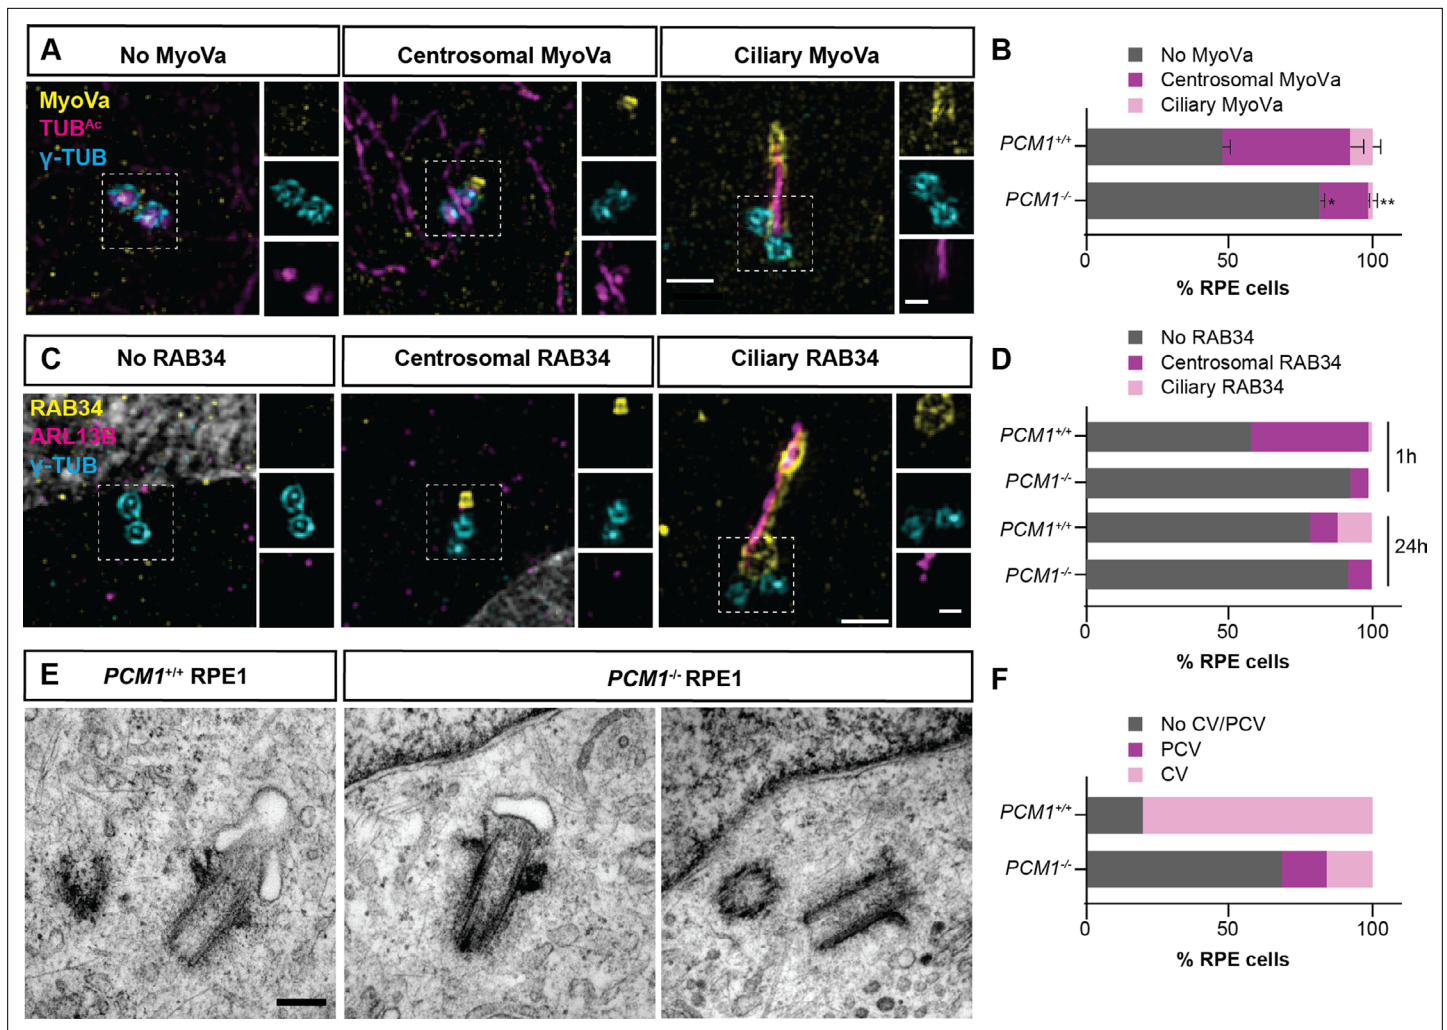 A
No MyoVa
Centrosomal MyoVa
Ciliary MyoVa
MyoVa
TUBᴬᶜ
γ-TUB
B
No MyoVa
Centrosomal MyoVa
Ciliary MyoVa
PCM1⁺/⁺
PCM1⁻/⁻
*
**
0 50 100
% RPE cells
C
No RAB34
Centrosomal RAB34
Ciliary RAB34
RAB34
ARL13B
γ-TUB
D
No RAB34
Centrosomal RAB34
Ciliary RAB34
PCM1⁺/⁺
PCM1⁻/⁻
1h
PCM1⁺/⁺
PCM1⁻/⁻
24h
0 50 100
% RPE cells
E
PCM1⁺/⁺ RPE1
PCM1⁻/⁻ RPE1
F
No CV/PCV
PCV
CV
PCM1⁺/⁺
PCM1⁻/⁻
0 50 100
% RPE cells